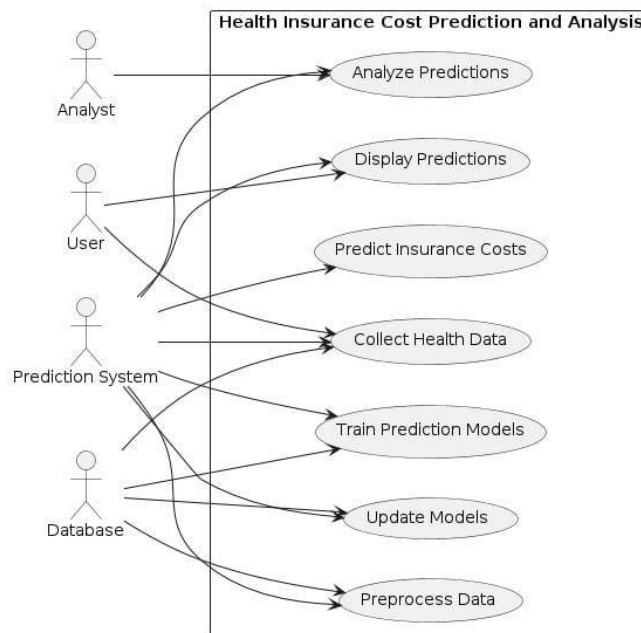 Health Insurance Cost Prediction and Analysis
Analyst
Analyze Predictions
Display Predictions
User
Predict Insurance Costs
Collect Health Data
Prediction System
Train Prediction Models
Database
Update Models
Preprocess Data